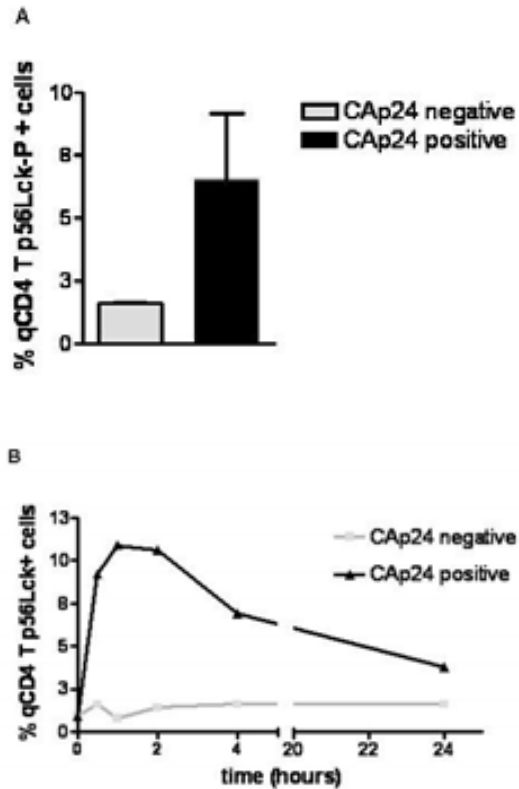 A
% qCD4 T p56Lck-P + cells
10
8
5
3
0
CAp24 negative
CAp24 positive
B
% qCD4 T p56Lck+ cells
13
10
8
5
3
0
CAp24 negative
CAp24 positive
0 2 4 20 22 24
time (hours)